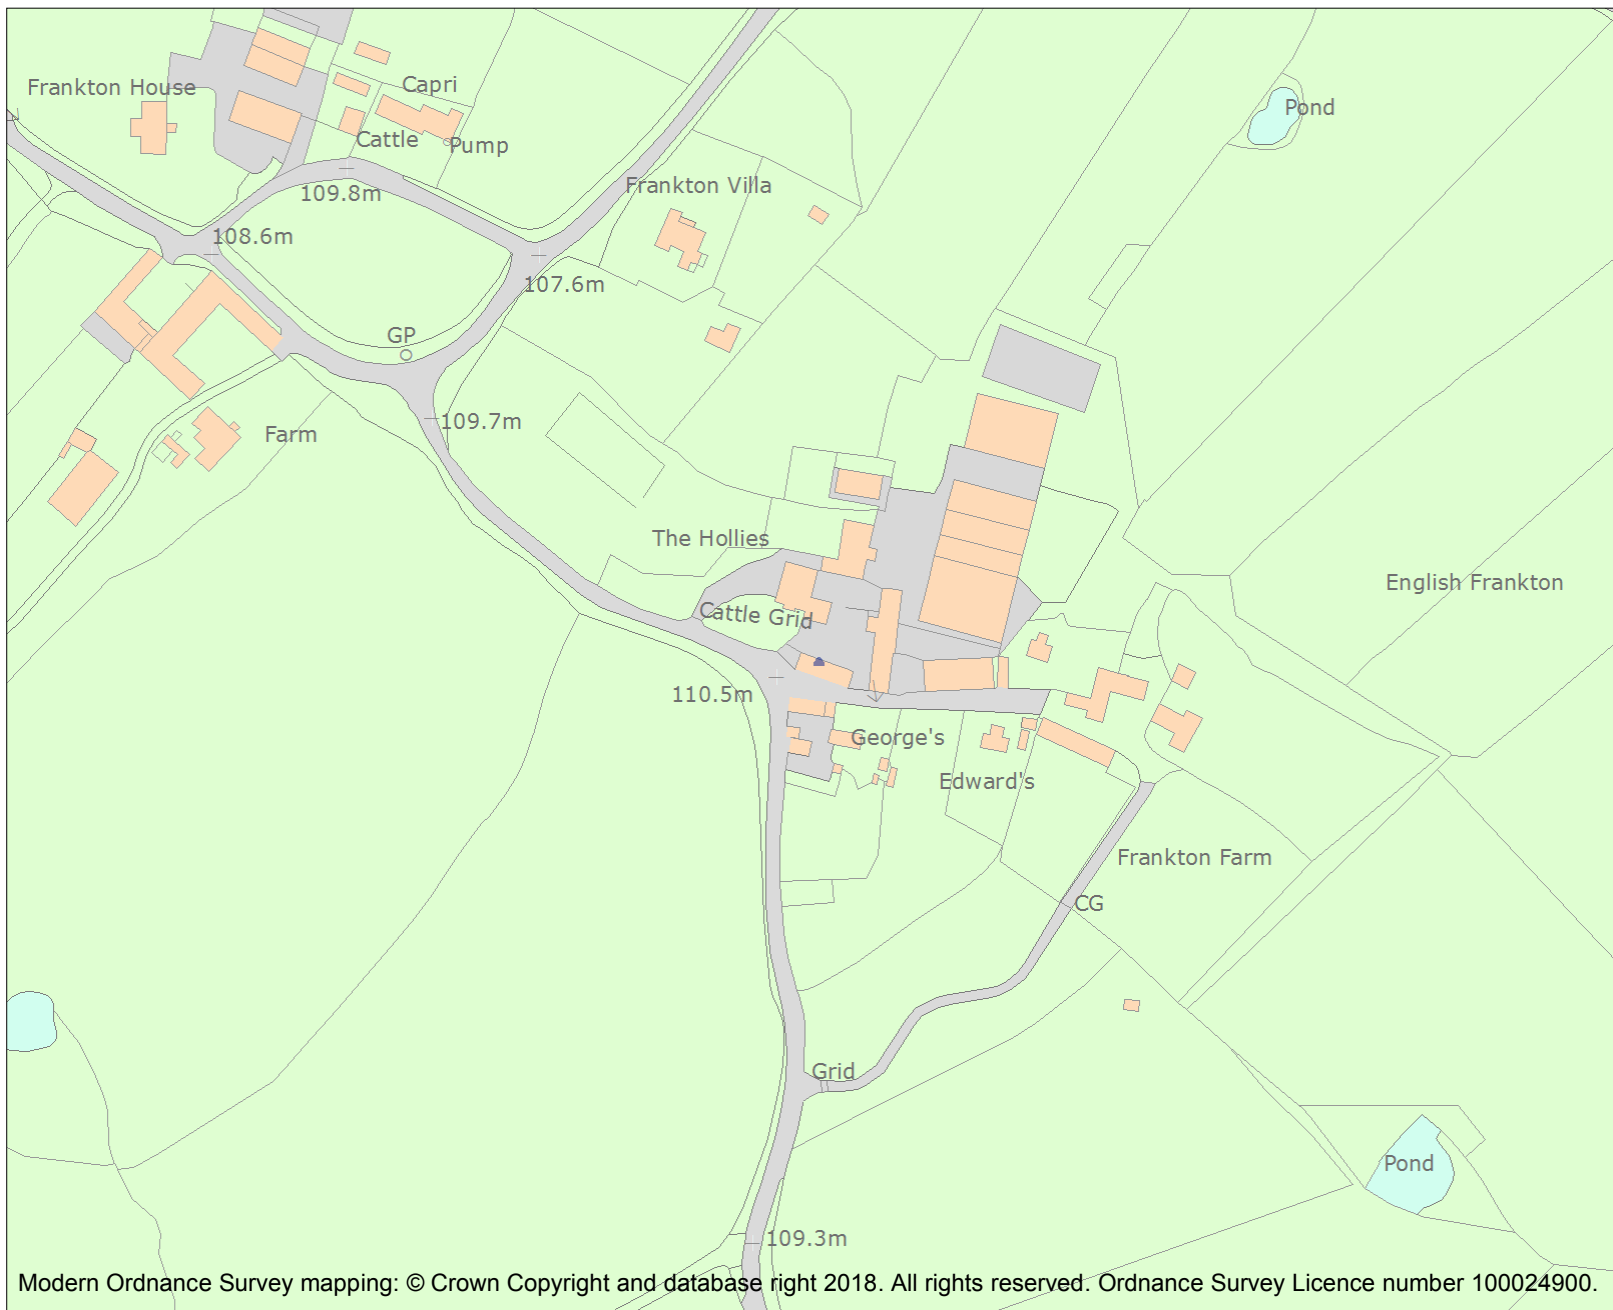 Frankton House
Capri
Pond
Cattle
Pump
109.8m
Frankton Villa
108.6m
107.6m
GP
109.7m
Farm
The Hollies
English Frankton
Cattle Grid
110.5m
George's
Edward's
Frankton Farm
CG
Grid
Pond
109.3m
Modern Ordnance Survey mapping: © Crown Copyright and database right 2018. All rights reserved. Ordnance Survey Licence number 100024900.